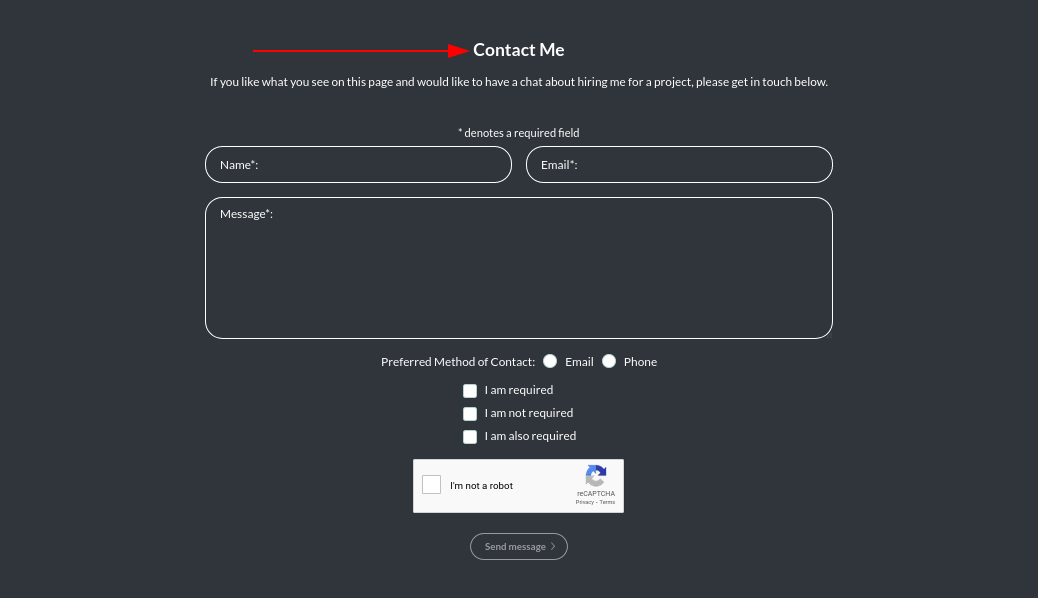 Contact Me
If you like what you see on this page and would like to have a chat about hiring me for a project, please get in touch below.
* denotes a required field
Name*: Email*:
Message*:
Preferred Method of Contact: Email Phone
I am required
I am not required
I am also required
I'm not a robot
reCAPTCHA
Privacy - Terms
Send message